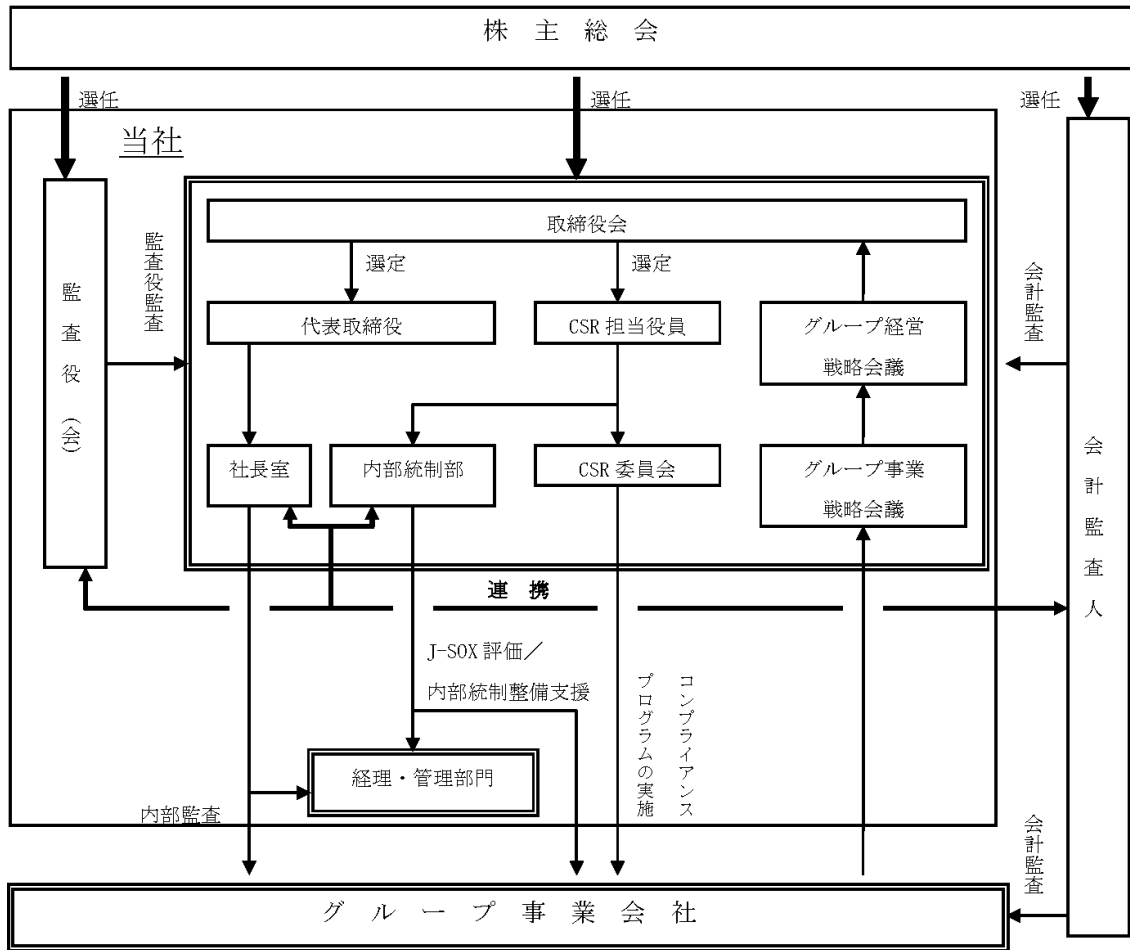 株主総会
選任
選任
選任
当社
監査役(会)
監査役監査
取締役会
選定
選定
代表取締役
CSR担当役員
グループ経営
戦略会議
会計監査
会計監査人
社長室
内部統制部
CSR委員会
グループ事業
戦略会議
連携
J-SOX評価/
内部統制整備支援
コンプライアンス
プログラムの実施
経理・管理部門
内部監査
会計監査
グループ事業会社